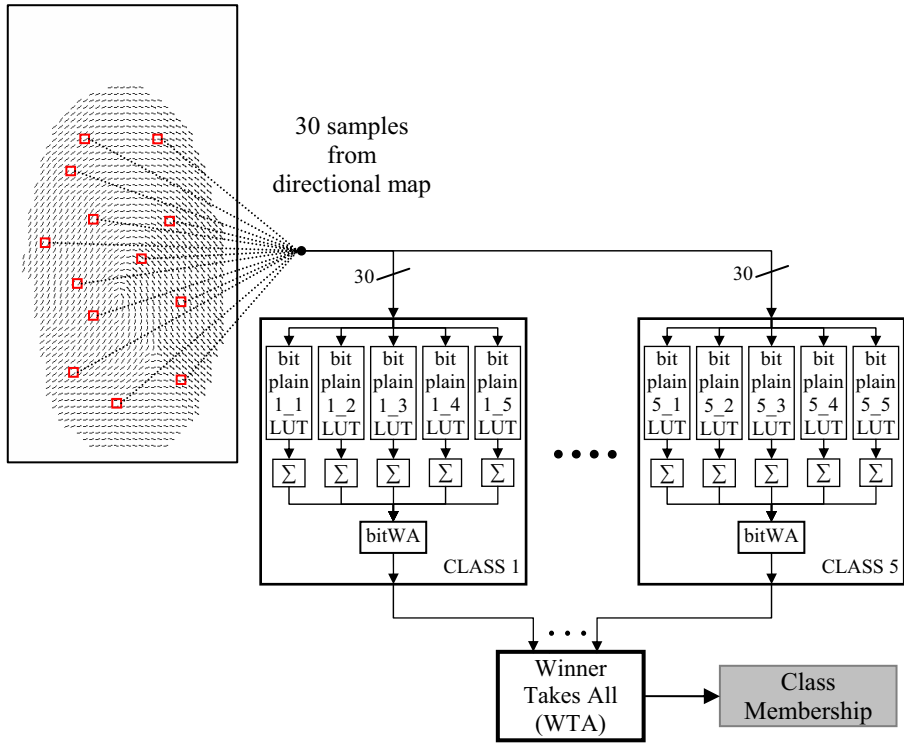 30 samples
from
directional map
30
30
bit
plain
1_1
LUT
bit
plain
1_2
LUT
bit
plain
1_3
LUT
bit
plain
1_4
LUT
bit
plain
1_5
LUT
bit
plain
5_1
LUT
bit
plain
5_2
LUT
bit
plain
5_3
LUT
bit
plain
5_4
LUT
bit
plain
5_5
LUT
Σ
Σ
Σ
Σ
Σ
Σ
Σ
Σ
Σ
Σ
bitWA
CLASS 1
bitWA
CLASS 5
Winner
Takes All
(WTA)
Class
Membership